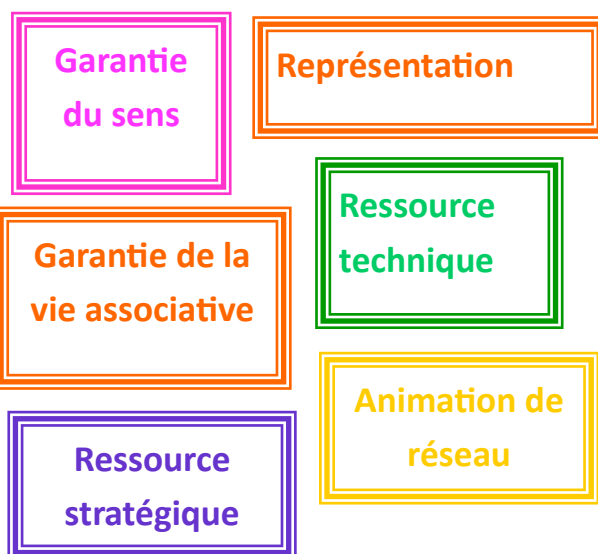 Garantie
du sens
Représentation
Ressource
technique
Garantie de la
vie associative
Animation de
réseau
Ressource
stratégique